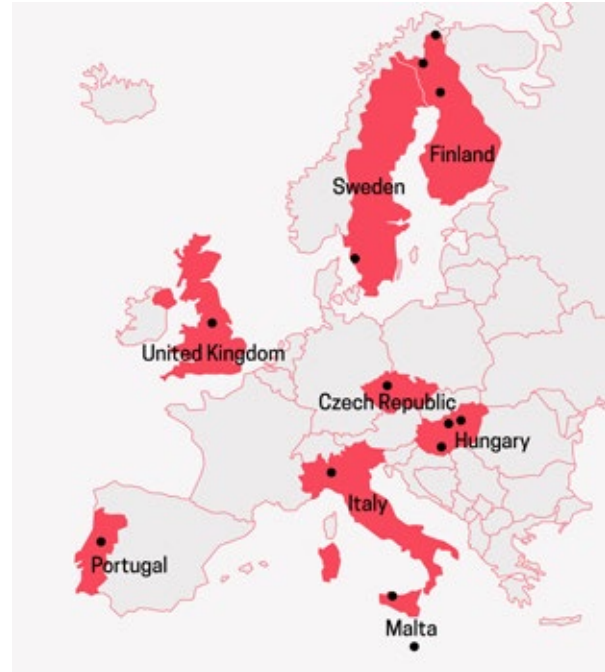 Finland
Sweden
United Kingdom
Czech Republic
Hungary
Italy
Portugal
Malta